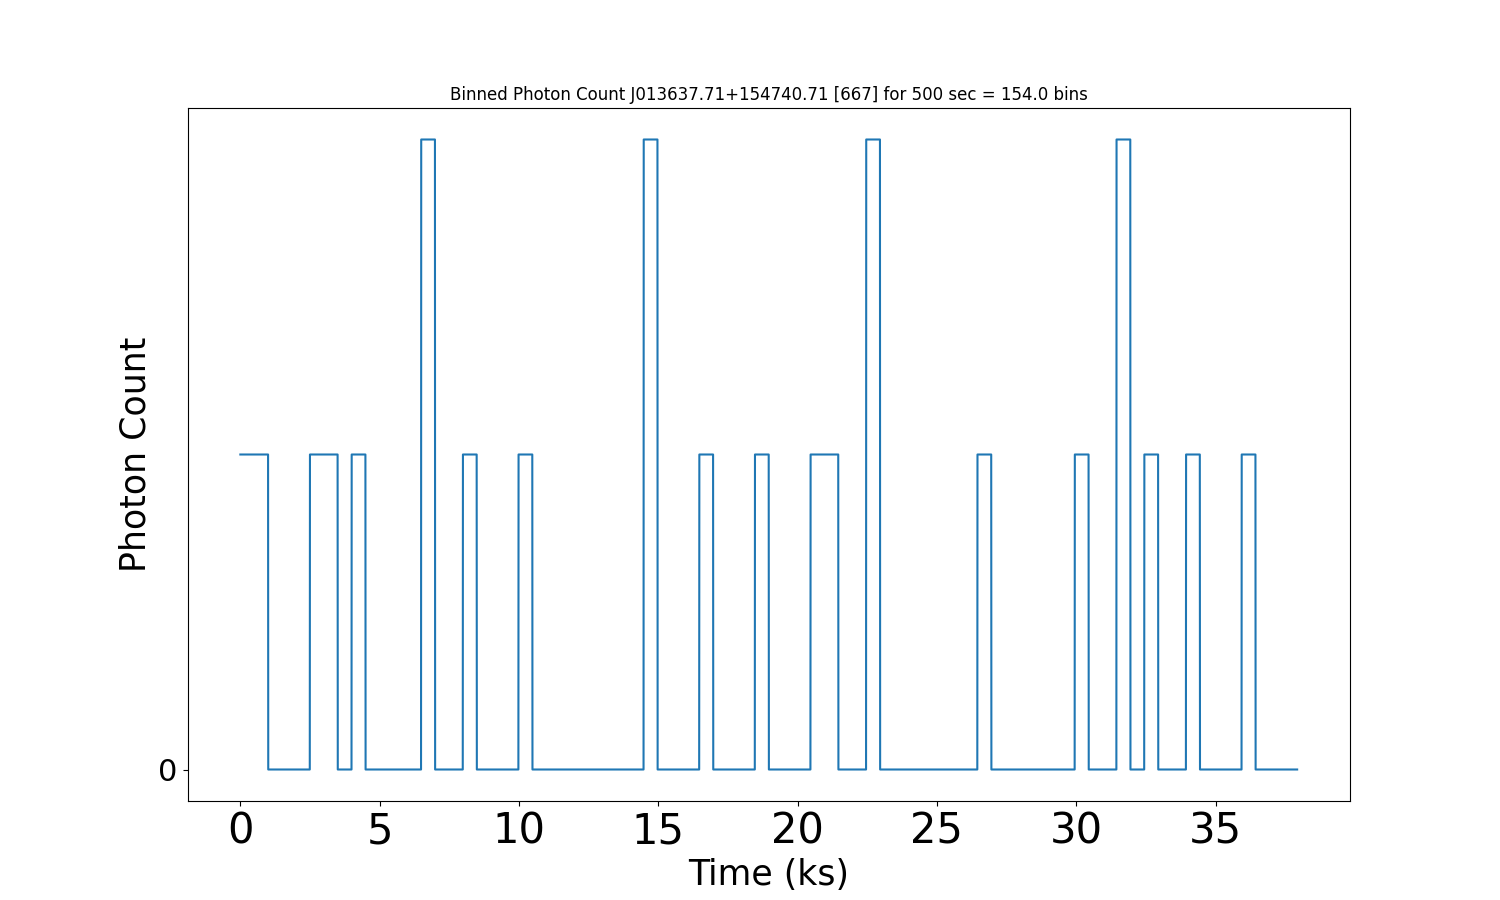 Binned Photon Count J013637.71+154740.71 [667] for 500 sec = 154.0 bins
Photon Count
0
0 5 10 15 20 25 30 35
Time (ks)